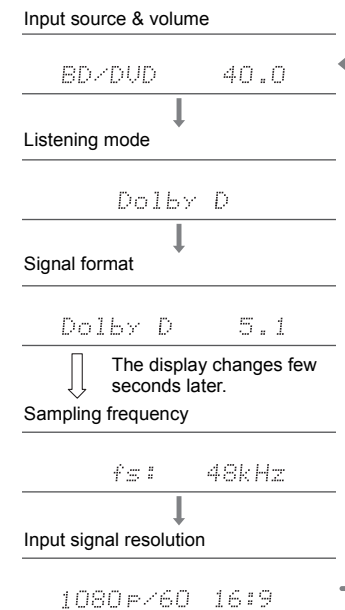 Input source & volume
BD/DVD 40.0
Listening mode
Dolby D
Signal format
Dolby D 5.1
The display changes few
seconds later.
Sampling frequency
fs: 48kHz
Input signal resolution
1080p/60 16:9